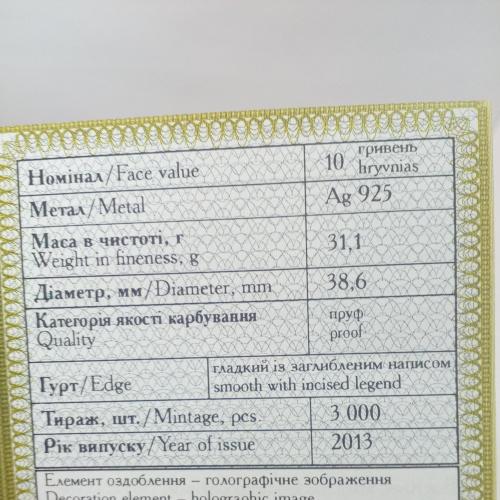 Номінал/Face value
10 гривень
hryvnias
Метал/Metal
Ag 925
Маса в чистоті, г
Weight in fineness, g
31,1
Діаметр, мм/Diameter, mm
38,6
Категорія якості карбування
Quality
пруф
proof
Гурт/Edge
гладкий із заглибленим написом
smooth with incised legend
Тираж, шт./Mintage, pcs.
3 000
Рік випуску/Year of issue
2013
Елемент оздоблення – голографічне зображення
Decoration element – holographic image